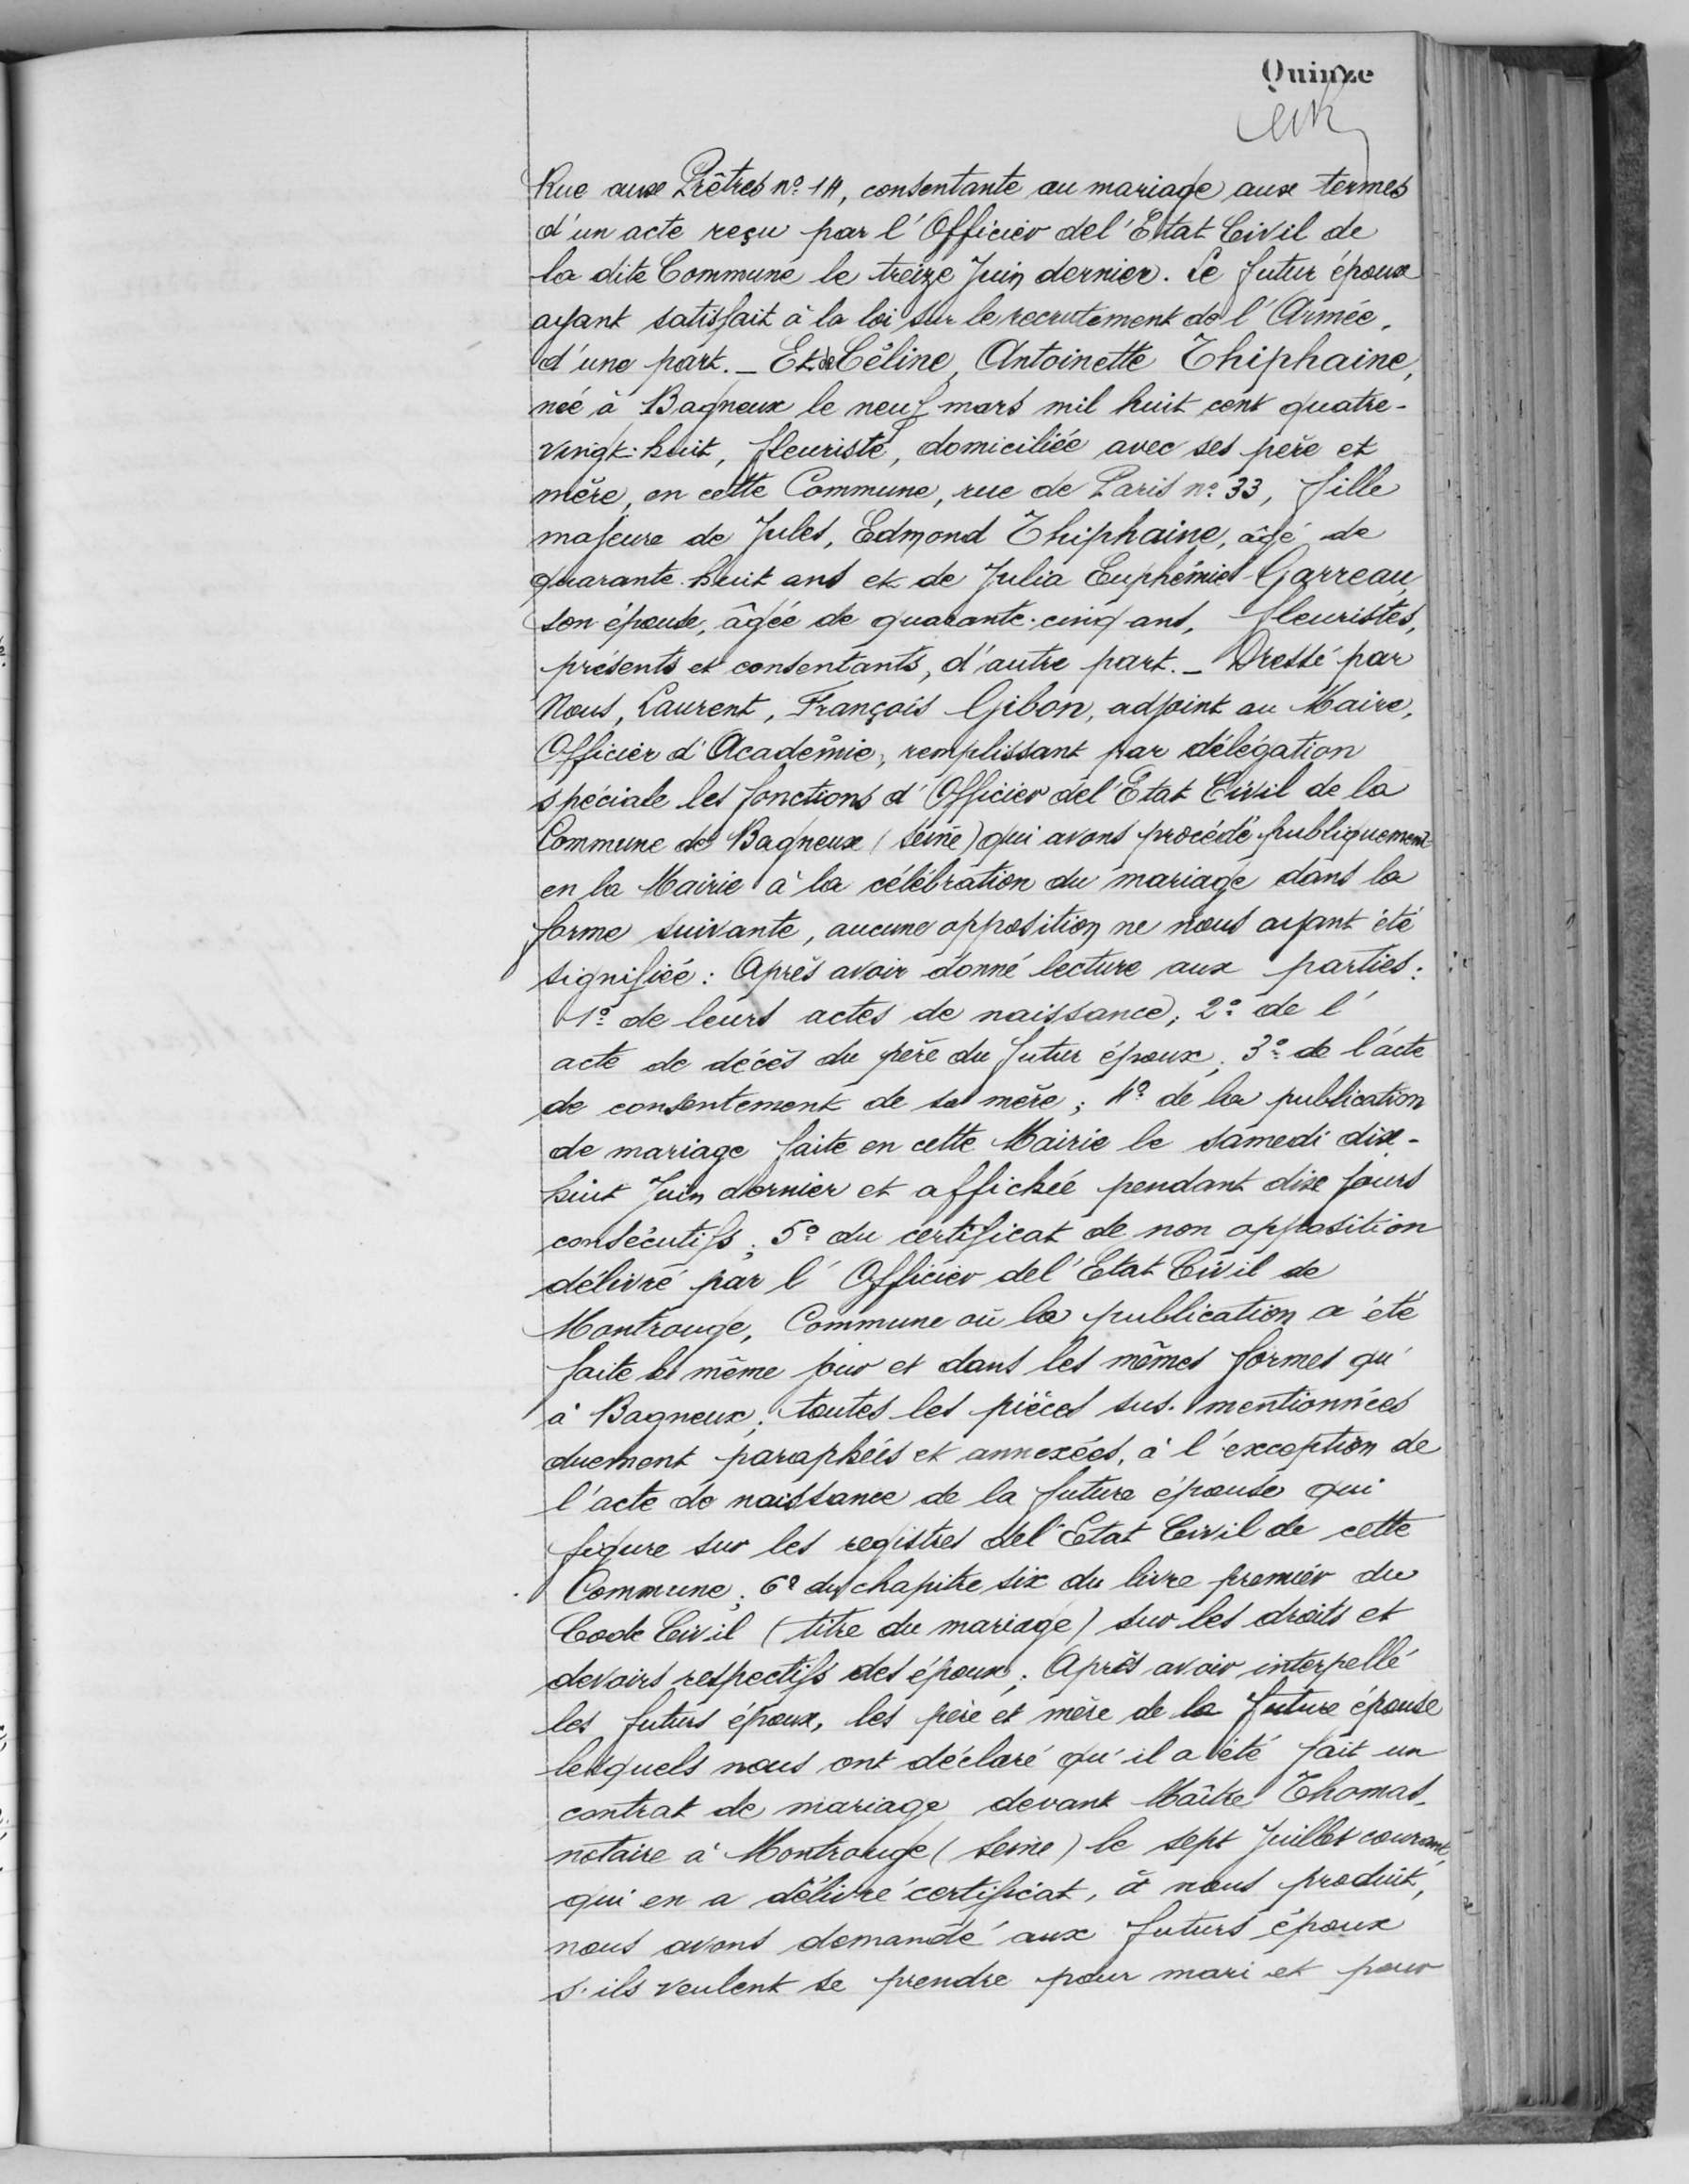 Quinze
Rue aux Prêtres nº 14, consentante au mariage aux termes
d'un acte reçu par l'Officier de l'Etat Civil de
la dite Commune le treize Juin dernier. Le futur époux
ayant satisfait à la loi sur le recrutement de l'Armée,
d'une part. _ Et de Céline, Antoinette Thiphaine,
née à Bagneux le neuf mars mil huit cent quatre-
vingt-huit, fleuriste, domiciliée avec ses père et
mère, en cette Commune, rue de Paris nº 33, fille
majeure de Jules, Edmond Thiphaine, âgé de
quarante-huit ans et de Julia Euphémie Garreau,
son épouse, âgée de quarante-cinq ans, fleuristes,
présents et consentants, d'autre part. _ Dressé par
Nous, Laurent, François Gibon, adjoint au Maire,
Officier d'Académie, remplissant par délégation
spéciale les fonctions d'Officier de l'Etat Civil de la
Commune de Bagneux (Seine) qui avons procédé publiquement
en la Mairie à la célébration du mariage dans la
forme suivante, aucune opposition ne nous ayant été
signifiée : Après avoir donné lecture aux parties :
1º de leurs actes de naissance ; 2º de l'
acte de décès du père du futur époux ; 3º de l'acte
de consentement de sa mère ; 4º de la publication
de mariage faite en cette Mairie le samedi dix-
huit Juin dernier et affichée pendant dix jours
consécutifs ; 5º du certificat de non opposition
délivré par l'Officier de l'Etat Civil de
Montrouge, Commune où la publication a été
faite le même jour et dans les mêmes formes qu'
à Bagneux ; toutes les pièces sus-mentionnées
duement paraphées et annexées, à l'exception de
l'acte de naissance de la future épouse qui
figure sur les registres de l'Etat Civil de cette
Commune ; 6º du chapitre six du livre premier du
Code Civil (titre du mariage) sur les droits et
devoirs respectifs des époux ; Après avoir interpellé
les futurs époux, les père et mère de la future épouse
lesquels nous ont déclaré qu'il a été fait un
contrat de mariage devant Maître Thomas,
notaire à Montrouge (Seine) le sept Juillet courant,
qui en a délivré certificat, à nous produit,
nous avons demandé aux futurs époux
s'ils veulent se prendre pour mari et pour